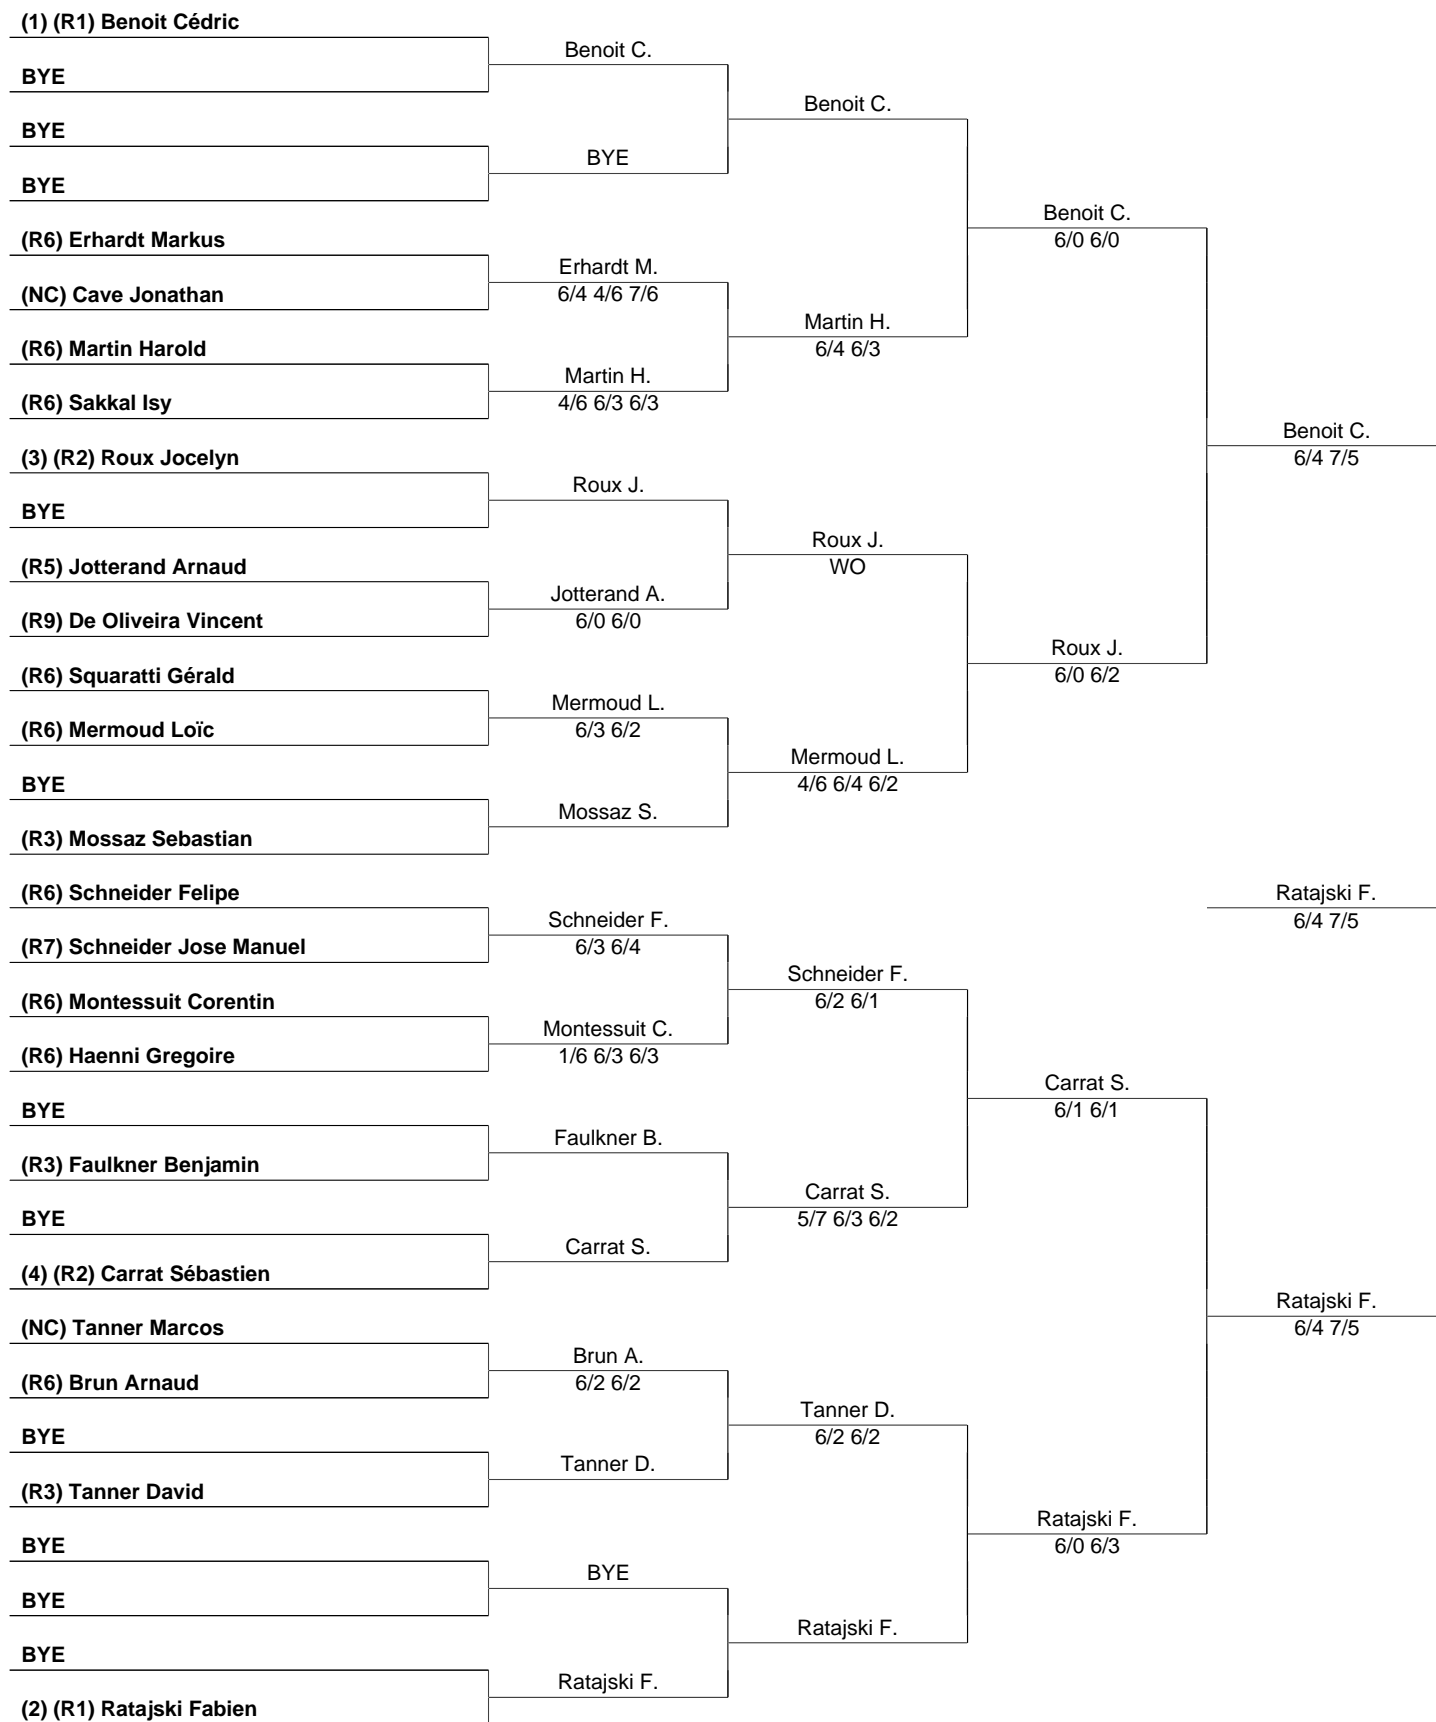 (1) (R1) Benoit Cédric
BYE
BYE
BYE
(R6) Erhardt Markus
(NC) Cave Jonathan
(R6) Martin Harold
(R6) Sakkal Isy
(3) (R2) Roux Jocelyn
BYE
(R5) Jotterand Arnaud
(R9) De Oliveira Vincent
(R6) Squaratti Gérald
(R6) Mermoud Loïc
BYE
(R3) Mossaz Sebastian
(R6) Schneider Felipe
(R7) Schneider Jose Manuel
(R6) Montessuit Corentin
(R6) Haenni Gregoire
BYE
(R3) Faulkner Benjamin
BYE
(4) (R2) Carrat Sébastien
(NC) Tanner Marcos
(R6) Brun Arnaud
BYE
(R3) Tanner David
BYE
BYE
BYE
(2) (R1) Ratajski Fabien
Benoit C.
BYE
Erhardt M.
6/4 4/6 7/6
Martin H.
4/6 6/3 6/3
Roux J.
Jotterand A.
6/0 6/0
Mermoud L.
6/3 6/2
Mossaz S.
Schneider F.
6/3 6/4
Montessuit C.
1/6 6/3 6/3
Faulkner B.
Carrat S.
Brun A.
6/2 6/2
Tanner D.
BYE
Ratajski F.
Benoit C.
Martin H.
6/4 6/3
Roux J.
WO
Mermoud L.
4/6 6/4 6/2
Schneider F.
6/2 6/1
Carrat S.
5/7 6/3 6/2
Tanner D.
6/2 6/2
Ratajski F.
Benoit C.
6/0 6/0
Roux J.
6/0 6/2
Carrat S.
6/1 6/1
Ratajski F.
6/0 6/3
Benoit C.
6/4 7/5
Ratajski F.
6/4 7/5
Ratajski F.
6/4 7/5